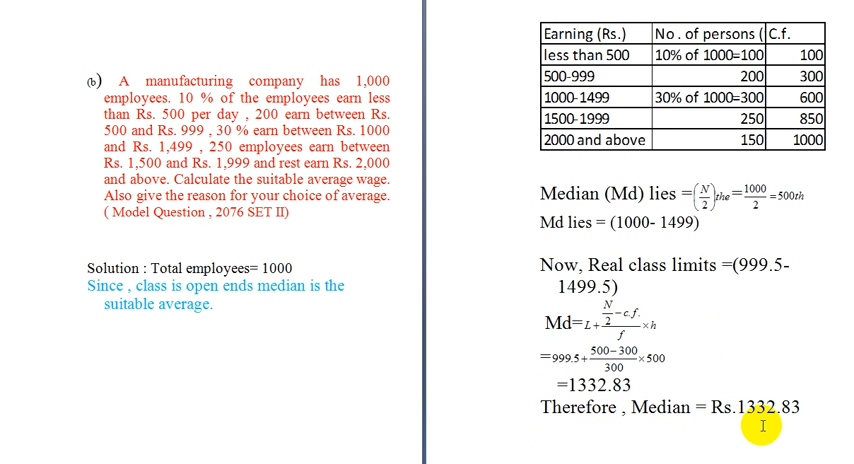 (b) A manufacturing company has 1,000
employees. 10 % of the employees earn less
than Rs. 500 per day , 200 earn between Rs.
500 and Rs. 999 , 30 % earn between Rs. 1000
and Rs. 1,499 , 250 employees earn between
Rs. 1,500 and Rs. 1,999 and rest earn Rs. 2,000
and above. Calculate the suitable average wage.
Also give the reason for your choice of average.
( Model Question , 2076 SET II)
Solution : Total employees= 1000
Since , class is open ends median is the
suitable average.
Earning (Rs.) No . of persons ( C.f.
less than 500 10% of 1000=100 100
500-999 200 300
1000-1499 30% of 1000=300 600
1500-1999 250 850
2000 and above 150 1000
Median (Md) lies =(N/2)the=1000/2 =500th
Md lies = (1000- 1499)
Now, Real class limits =(999.5-
1499.5)
Md=L+(N/2-c.f.)/f×h
=999.5+(500-300)/300×500
=1332.83
Therefore , Median = Rs.1332.83